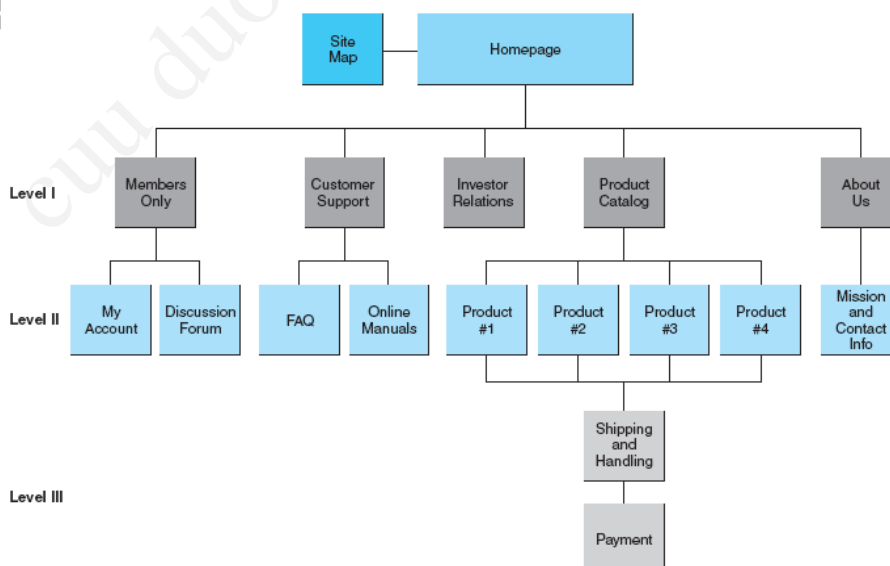 cuu duo
Site
Map
Homepage
Level I
Members
Only
Customer
Support
Investor
Relations
Product
Catalog
About
Us
Level II
My
Account
Discussion
Forum
FAQ
Online
Manuals
Product
#1
Product
#2
Product
#3
Product
#4
Mission
and
Contact
Info
Shipping
and
Handling
Level III
Payment